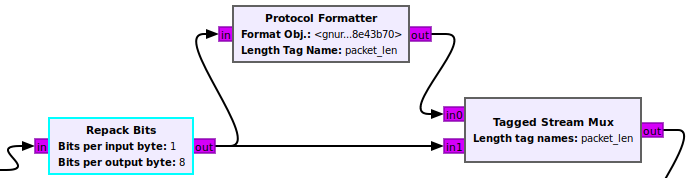 Protocol Formatter
in
Format Obj.: <gnur...8e43b70>
out
Length Tag Name: packet_len
in0
Tagged Stream Mux
Repack Bits
out
Length tag names: packet_len
in
Bits per input byte: 1
out
in1
Bits per output byte: 8